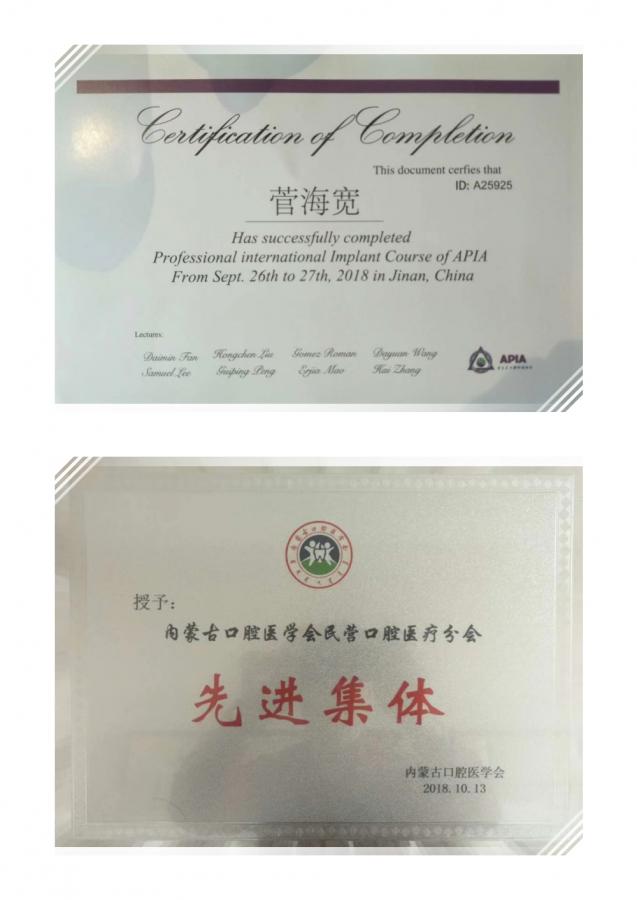 Certification of Completion
This document cerfies that
ID: A25925
菅海宽
Has successfully completed
Professional international Implant Course of APIA
From Sept. 26th to 27th, 2018 in Jinan, China
Lectures:
Daimin Fan Hongchen Liu Gomez Roman Dayuan Wang
Samuel Lee Guiping Peng Erjia Mao Kai Zhang
APIA
授予：
内蒙古口腔医学会民营口腔医疗分会
先进集体
内蒙古口腔医学会
2018.10.13